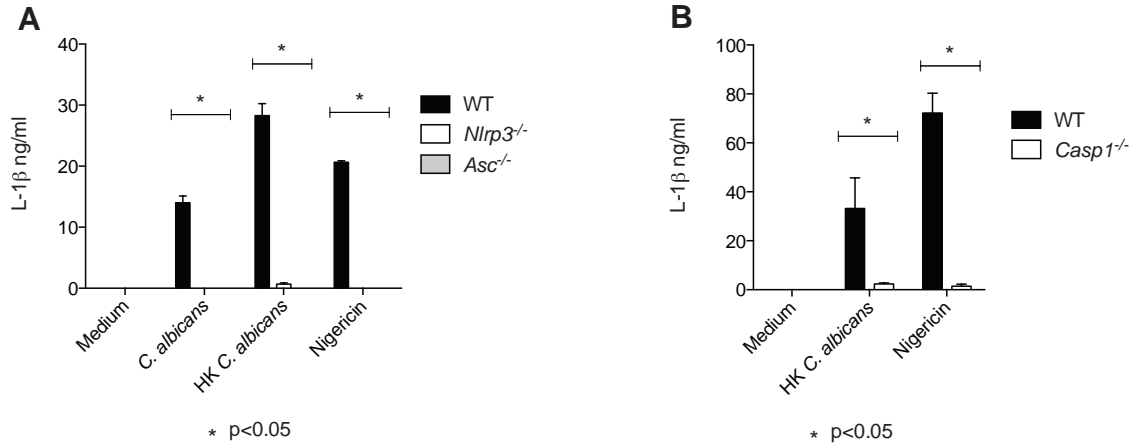 A
L-1β ng/ml
40
30
20
10
0
Medium
C. albicans
HK C. albicans
Nigericin
*
*
*
WT
Nlrp3-/-
Asc-/-
* p<0.05
B
L-1β ng/ml
100
80
60
40
20
0
Medium
HK C. albicans
Nigericin
*
*
WT
Casp1-/-
* p<0.05